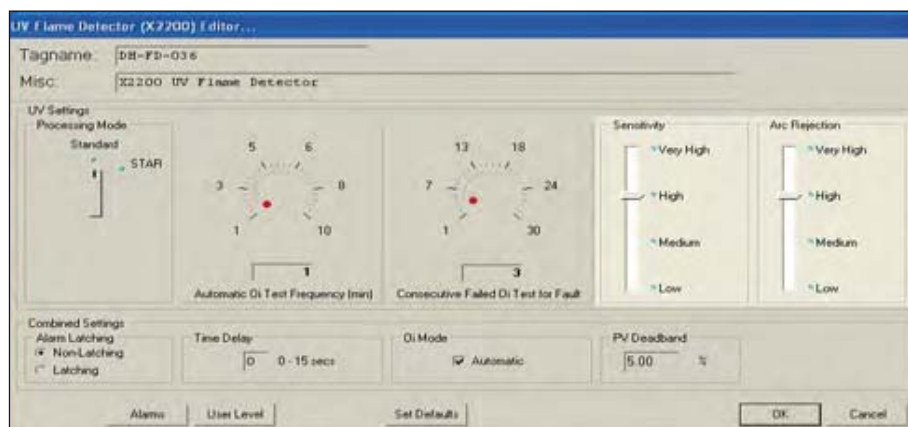 UV Flame Detector (X2200) Editor...
Tagname: DH-FD-036
Misc: X2200 UV Flame Detector
UV Settings
Processing Mode
Standard
STAR
5 6
3 8
1 10
1
Automatic Oi Test Frequency (min)
13 18
7 24
1 30
3
Consecutive Failed Oi Test for Fault
Sensitivity
Very High
High
Medium
Low
Arc Rejection
Very High
High
Medium
Low
Combined Settings
Alarm Latching
Non-Latching
Latching
Time Delay
0 0 - 15 secs
Oi Mode
Automatic
PV Deadband
5.00 %
Alarms User Level Set Defaults OK Cancel